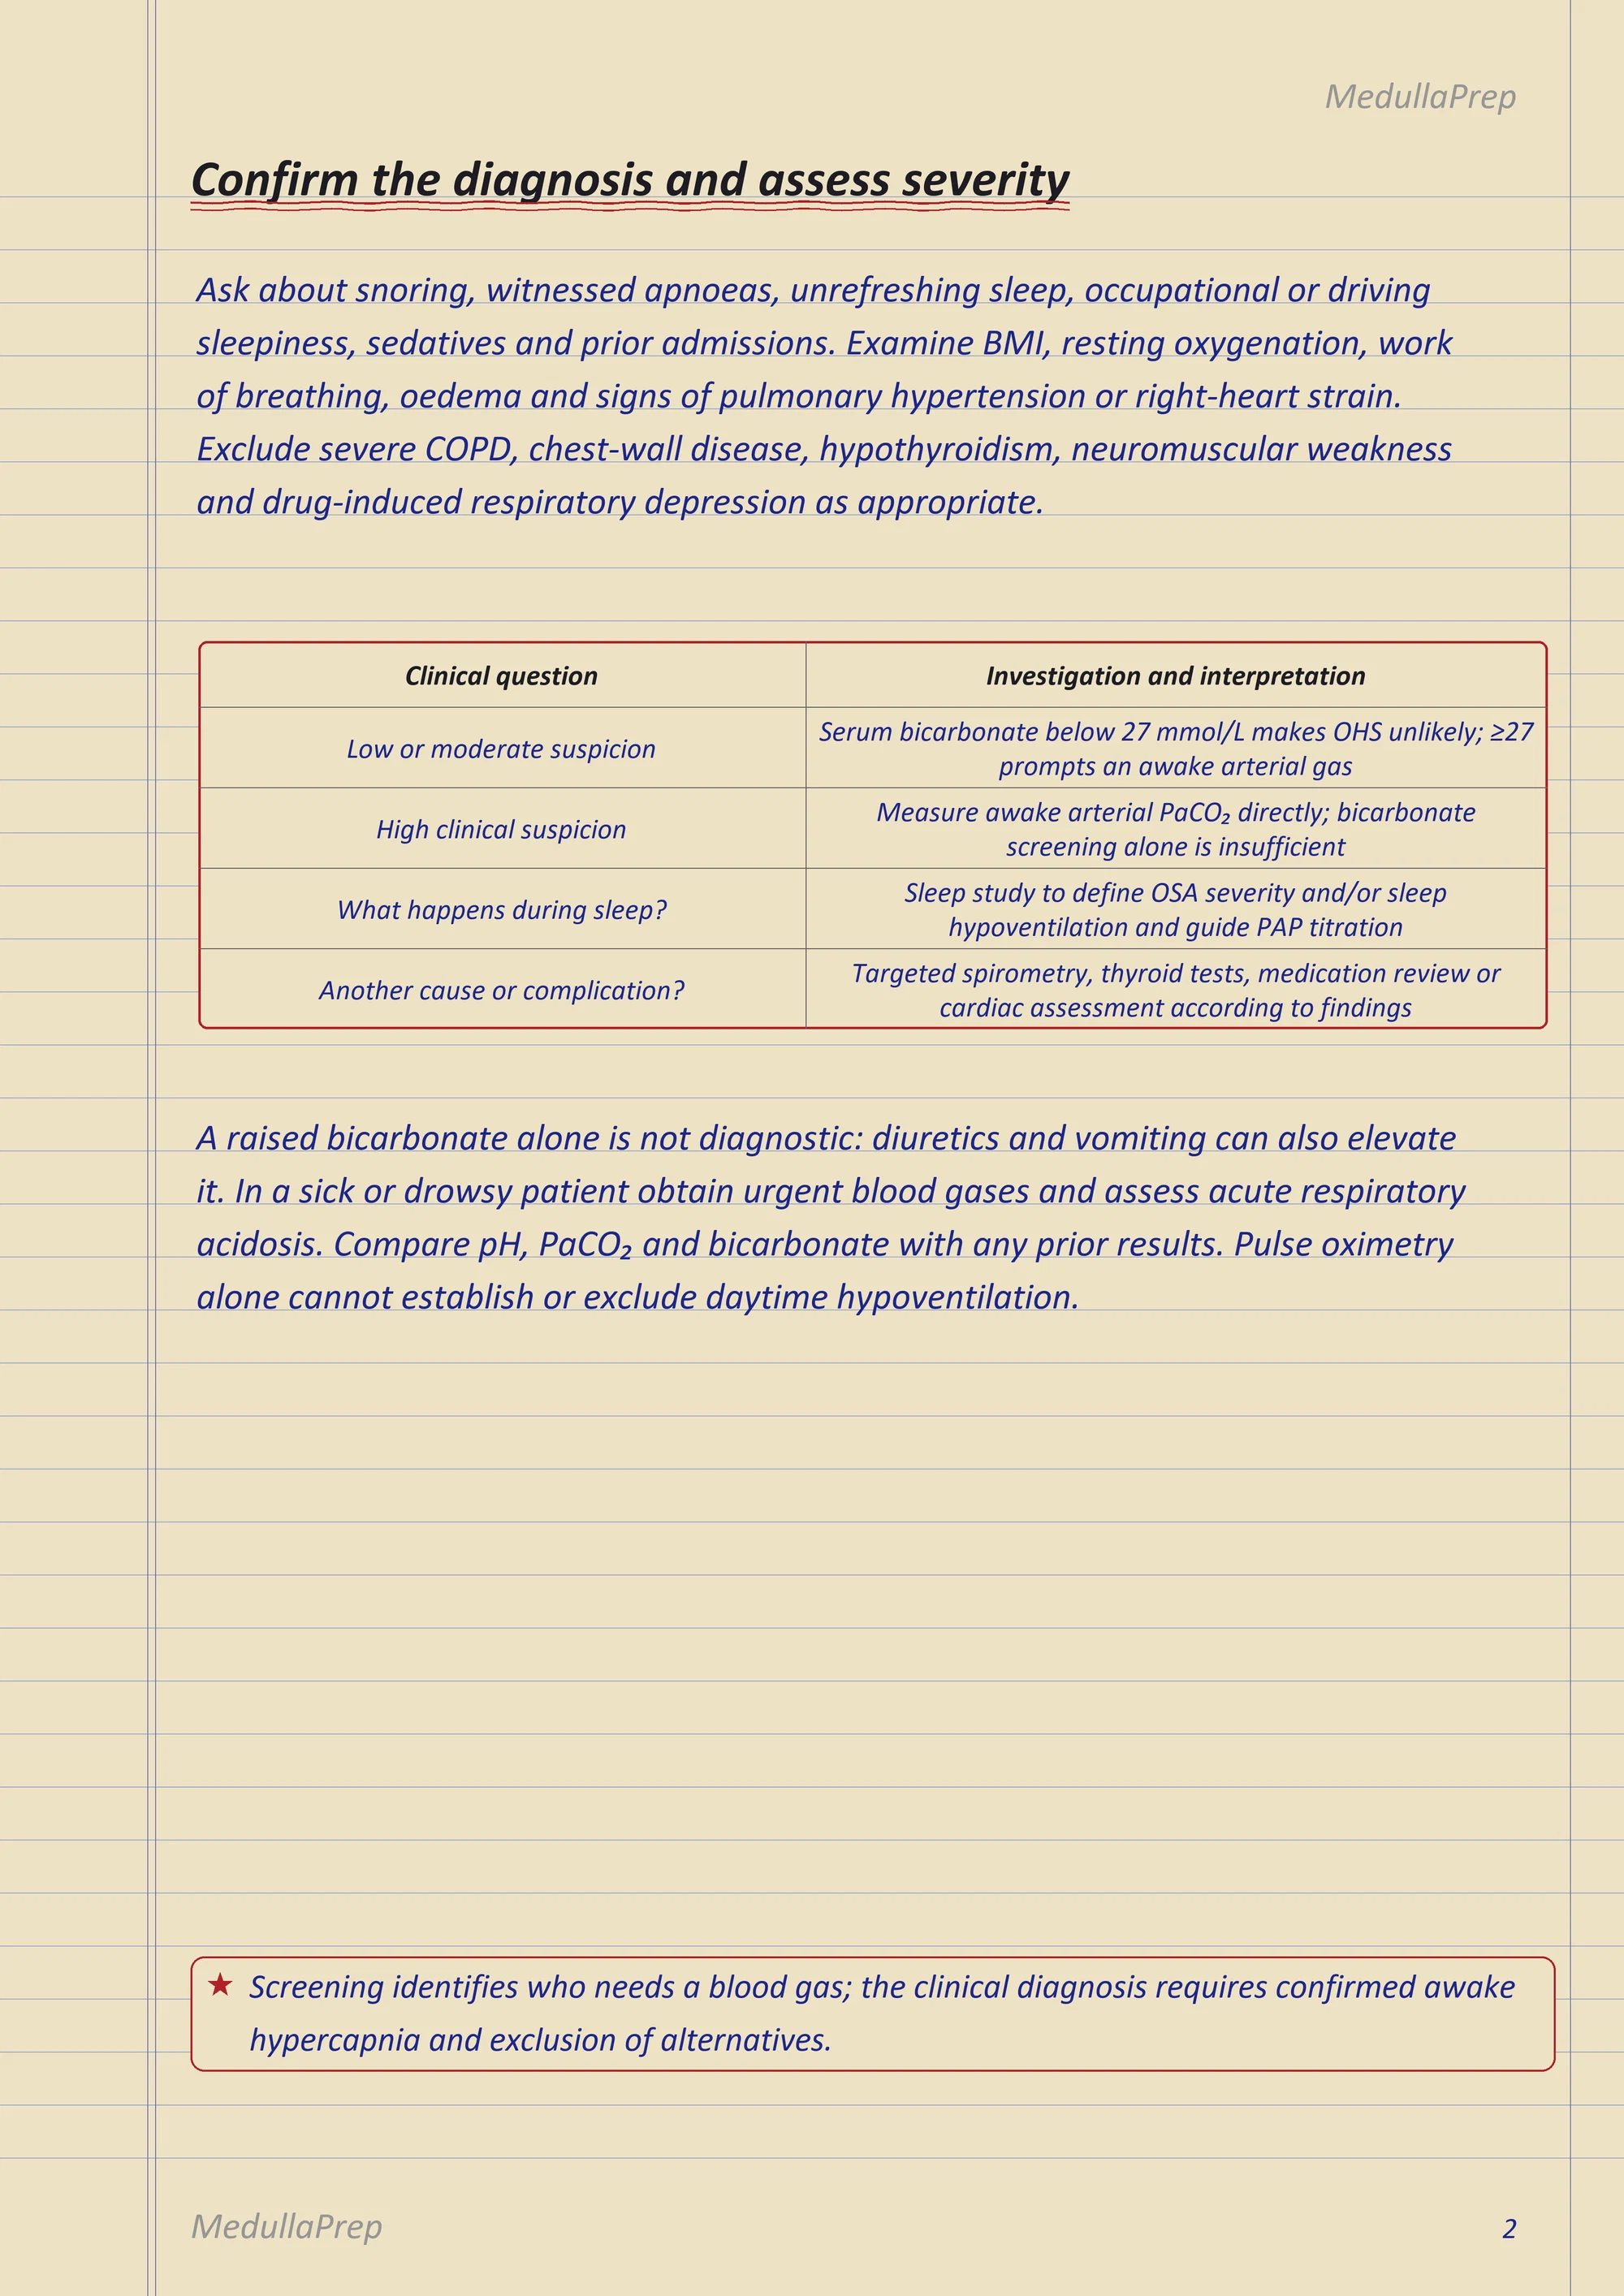 MedullaPrep
Confirm the diagnosis and assess severity
Ask about snoring, witnessed apnoeas, unrefreshing sleep, occupational or driving
sleepiness, sedatives and prior admissions. Examine BMI, resting oxygenation, work
of breathing, oedema and signs of pulmonary hypertension or right-heart strain.
Exclude severe COPD, chest-wall disease, hypothyroidism, neuromuscular weakness
and drug-induced respiratory depression as appropriate.
Clinical question
Investigation and interpretation
Low or moderate suspicion
Serum bicarbonate below 27 mmol/L makes OHS unlikely; ≥27
prompts an awake arterial gas
High clinical suspicion
Measure awake arterial PaCO₂ directly; bicarbonate
screening alone is insufficient
What happens during sleep?
Sleep study to define OSA severity and/or sleep
hypoventilation and guide PAP titration
Another cause or complication?
Targeted spirometry, thyroid tests, medication review or
cardiac assessment according to findings
A raised bicarbonate alone is not diagnostic: diuretics and vomiting can also elevate
it. In a sick or drowsy patient obtain urgent blood gases and assess acute respiratory
acidosis. Compare pH, PaCO₂ and bicarbonate with any prior results. Pulse oximetry
alone cannot establish or exclude daytime hypoventilation.
★ Screening identifies who needs a blood gas; the clinical diagnosis requires confirmed awake
hypercapnia and exclusion of alternatives.
MedullaPrep
2